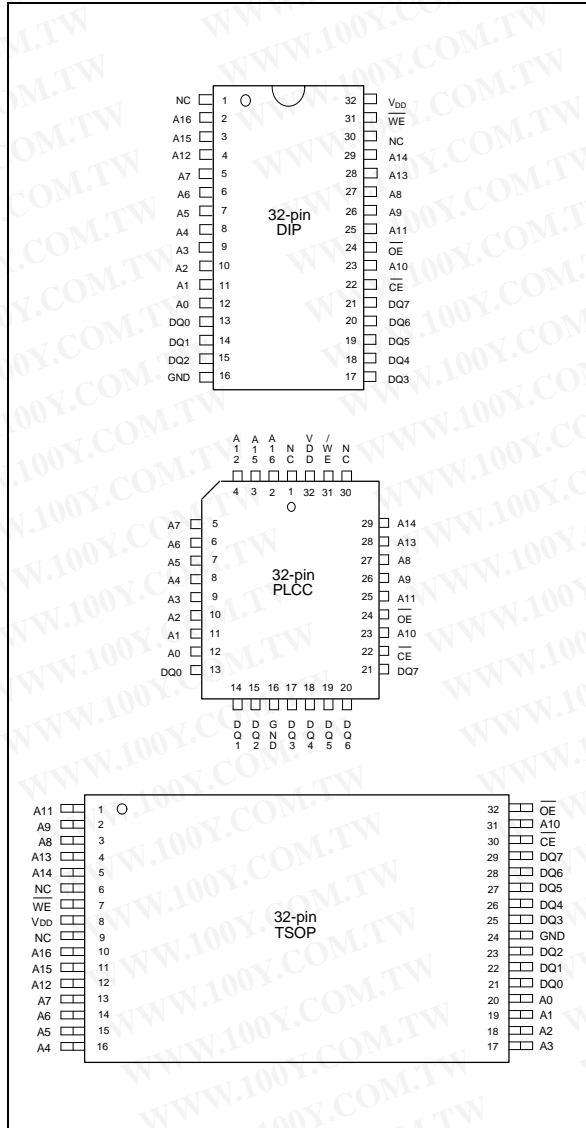 WWW.100Y.COM.TW
32-pin
DIP
NC 1 32 VDD
A16 2 31 WE
A15 3 30 NC
A12 4 29 A14
A7 5 28 A13
A6 6 27 A8
A5 7 26 A9
A4 8 25 A11
A3 9 24 OE
A2 10 23 A10
A1 11 22 CE
A0 12 21 DQ7
DQ0 13 20 DQ6
DQ1 14 19 DQ5
DQ2 15 18 DQ4
GND 16 17 DQ3
A12 A15 A16 NC VDD /WE NC
4 3 2 1 32 31 30
32-pin
PLCC
A7 5 29 A14
A6 6 28 A13
A5 7 27 A8
A4 8 26 A9
A3 9 25 A11
A2 10 24 OE
A1 11 23 A10
A0 12 22 CE
DQ0 13 21 DQ7
14 15 16 17 18 19 20
DQ1 DQ2 GND DQ3 DQ4 DQ5 DQ6
32-pin
TSOP
A11 1 32 OE
A9 2 31 A10
A8 3 30 CE
A13 4 29 DQ7
A14 5 28 DQ6
NC 6 27 DQ5
WE 7 26 DQ4
VDD 8 25 DQ3
NC 9 24 GND
A16 10 23 DQ2
A15 11 22 DQ1
A12 12 21 DQ0
A7 13 20 A0
A6 14 19 A1
A5 15 18 A2
A4 16 17 A3